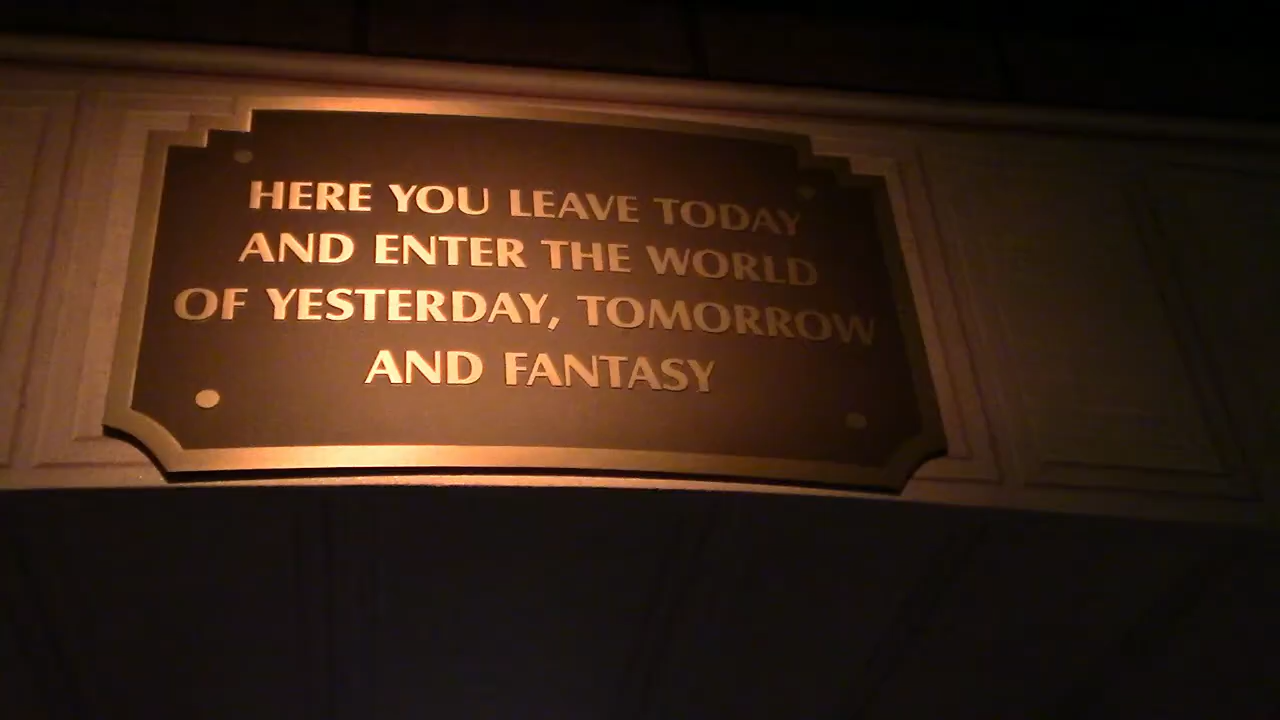 HERE YOU LEAVE TODAY
AND ENTER THE WORLD
OF YESTERDAY, TOMORROW
AND FANTASY